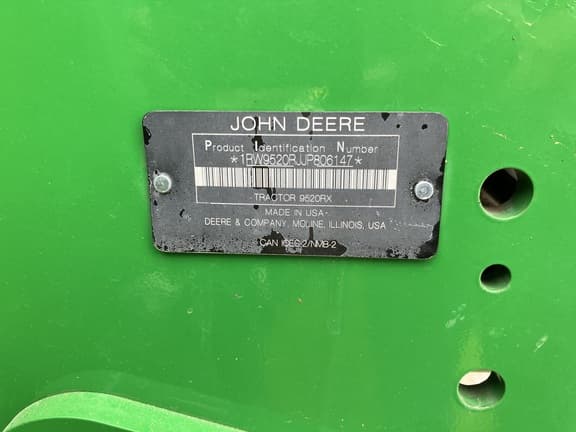 JOHN DEERE
Product Identification Number
*1RW9520RJJP806147*
TRACTOR 9520RX
MADE IN USA
DEERE & COMPANY, MOLINE, ILLINOIS, USA
CAN ICES-2/NMB-2